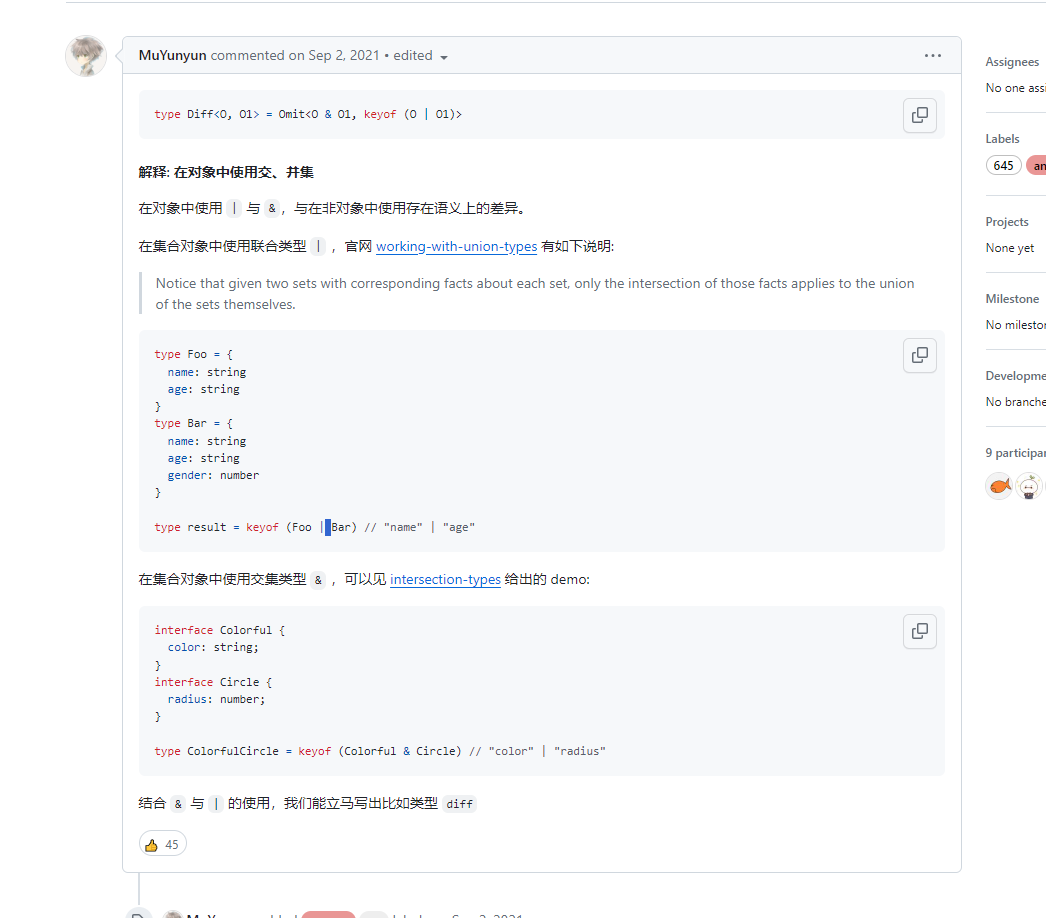 MuYunyun commented on Sep 2, 2021 • edited
type Diff<O, O1> = Omit<O & O1, keyof (O | O1)>
解释: 在对象中使用交、并集
在对象中使用 | 与 &，与在非对象中使用存在语义上的差异。
在集合对象中使用联合类型 | ，官网 working-with-union-types 有如下说明:
Notice that given two sets with corresponding facts about each set, only the intersection of those facts applies to the union
of the sets themselves.
type Foo = {
name: string
age: string
}
type Bar = {
name: string
age: string
gender: number
}
type result = keyof (Foo | Bar) // "name" | "age"
在集合对象中使用交集类型 & ，可以见 intersection-types 给出的 demo:
interface Colorful {
color: string;
}
interface Circle {
radius: number;
}
type ColorfulCircle = keyof (Colorful & Circle) // "color" | "radius"
结合 & 与 | 的使用，我们能立马写出比如类型 diff
45
Assignees
No one assi
Labels
645 an
Projects
None yet
Milestone
No milestor
Developme
No branche
9 participan